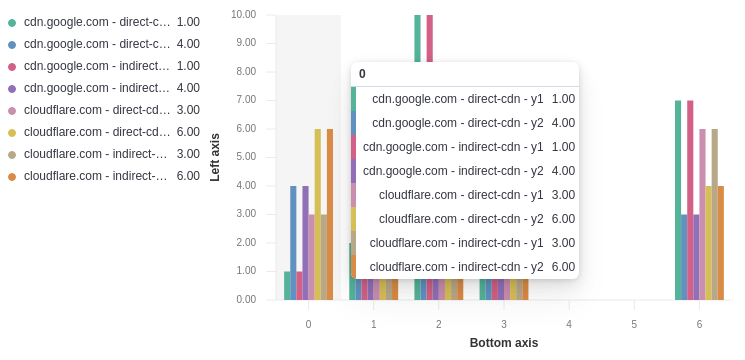 cdn.google.com - direct-c... 1.00
cdn.google.com - direct-c... 4.00
cdn.google.com - indirect... 1.00
cdn.google.com - indirect... 4.00
cloudflare.com - direct-cd... 3.00
cloudflare.com - direct-cd... 6.00
cloudflare.com - indirect-... 3.00
cloudflare.com - indirect-... 6.00
Left axis
10.00
9.00
8.00
7.00
6.00
5.00
4.00
3.00
2.00
1.00
0.00
0
cdn.google.com - direct-cdn - y1 1.00
cdn.google.com - direct-cdn - y2 4.00
cdn.google.com - indirect-cdn - y1 1.00
cdn.google.com - indirect-cdn - y2 4.00
cloudflare.com - direct-cdn - y1 3.00
cloudflare.com - direct-cdn - y2 6.00
cloudflare.com - indirect-cdn - y1 3.00
cloudflare.com - indirect-cdn - y2 6.00
0 1 2 3 4 5 6
Bottom axis